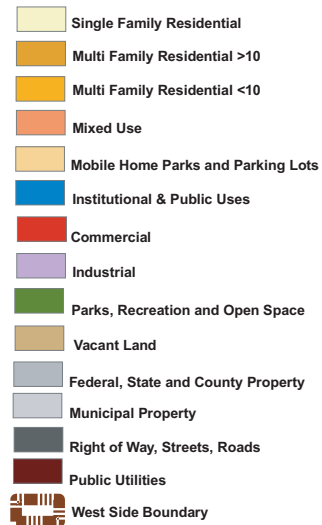 Single Family Residential
Multi Family Residential >10
Multi Family Residential <10
Mixed Use
Mobile Home Parks and Parking Lots
Institutional & Public Uses
Commercial
Industrial
Parks, Recreation and Open Space
Vacant Land
Federal, State and County Property
Municipal Property
Right of Way, Streets, Roads
Public Utilities
West Side Boundary